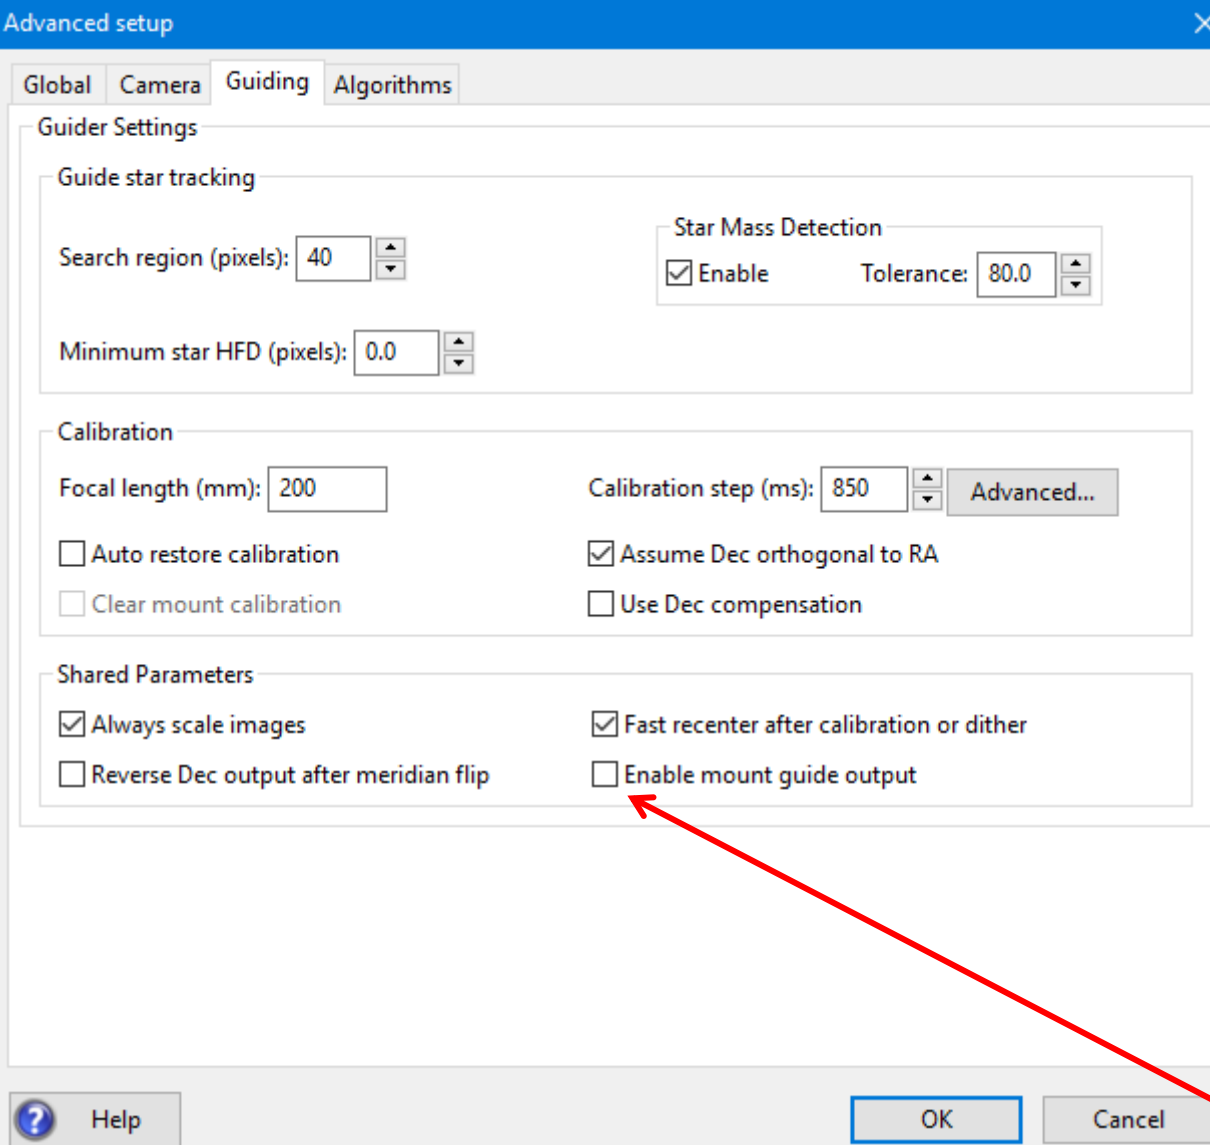 Advanced setup
Global Camera Guiding Algorithms
Guider Settings
Guide star tracking
Star Mass Detection
Search region (pixels): 40
Enable Tolerance: 80.0
Minimum star HFD (pixels): 0.0
Calibration
Focal length (mm): 200 Calibration step (ms): 850 Advanced...
Auto restore calibration Assume Dec orthogonal to RA
Clear mount calibration Use Dec compensation
Shared Parameters
Always scale images Fast recenter after calibration or dither
Reverse Dec output after meridian flip Enable mount guide output
? Help OK Cancel